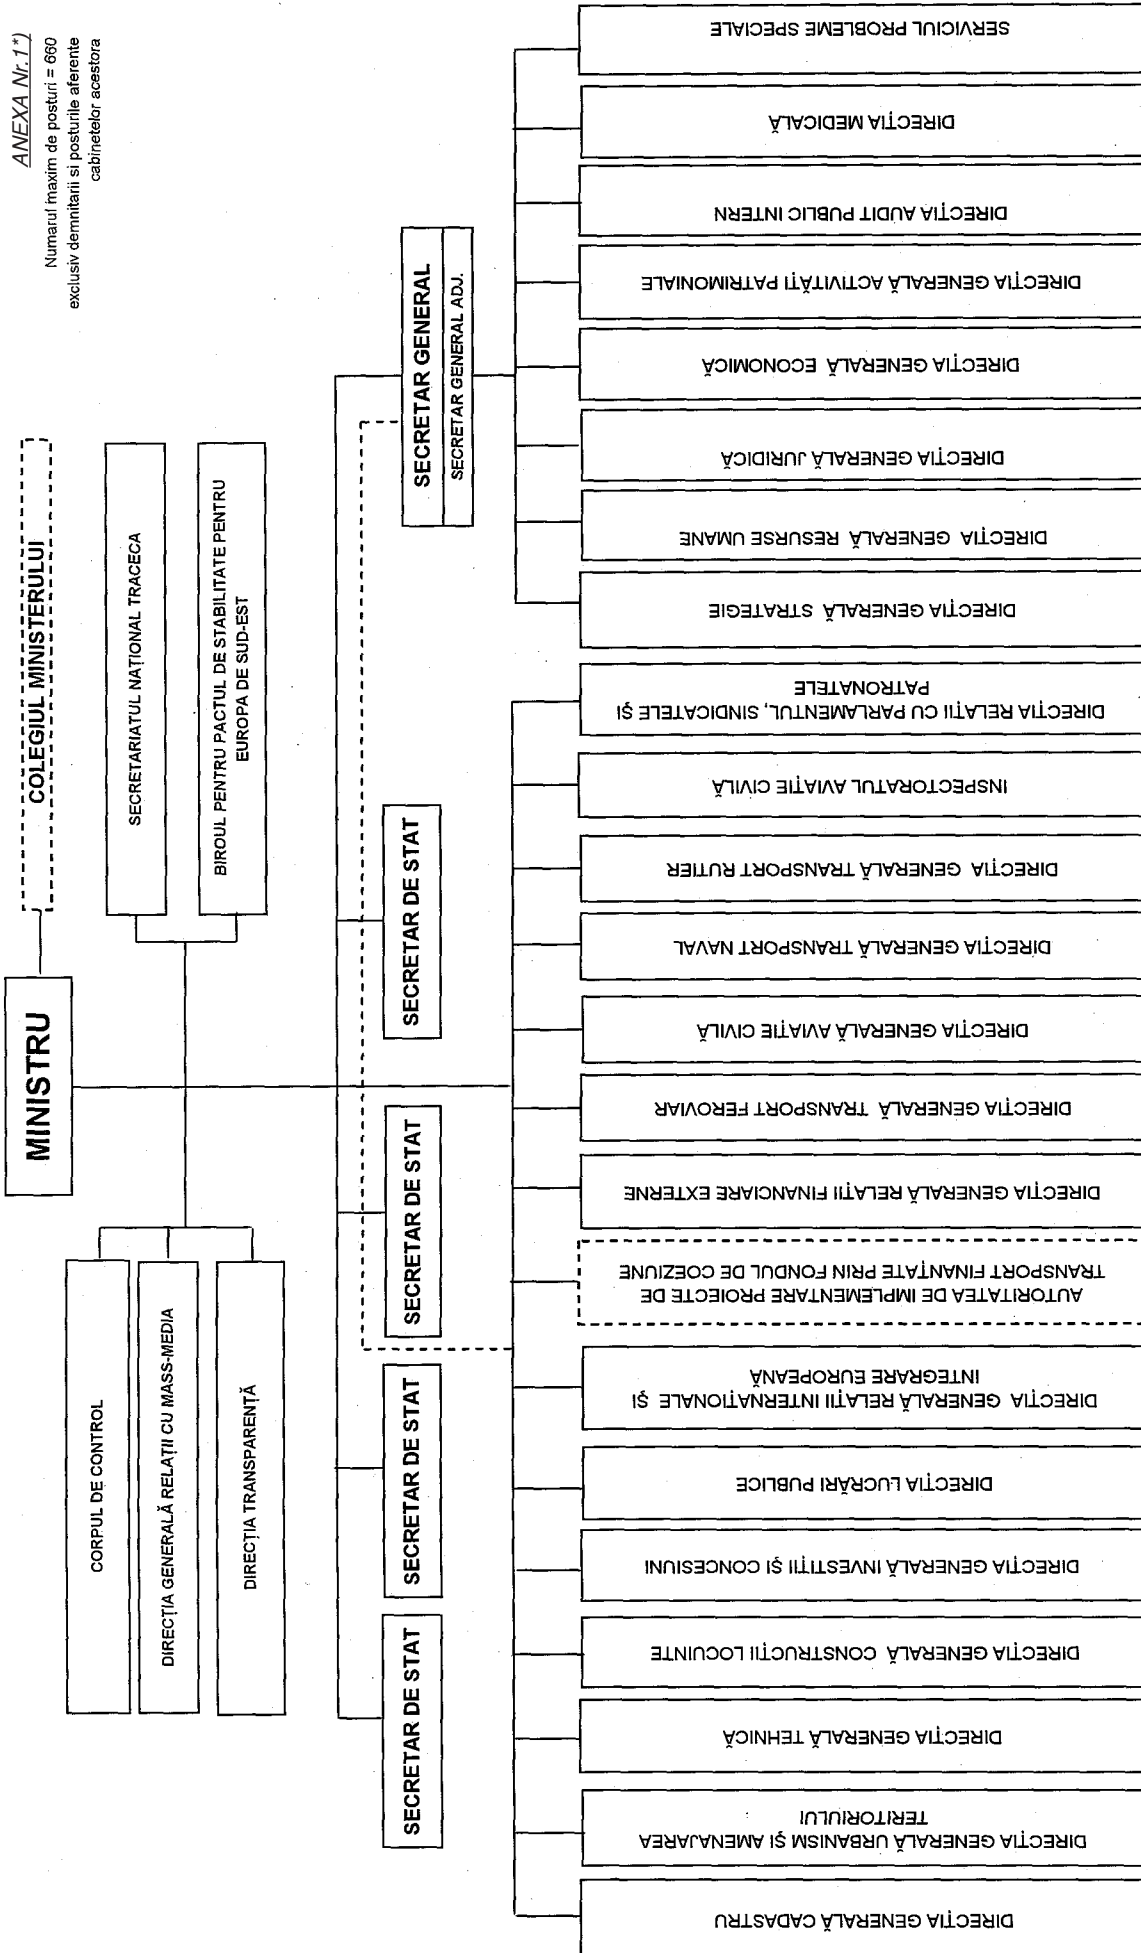 ANEXA Nr.1*)
Numarul maxim de posturi = 660
exclusiv demnitarii si posturile aferente
cabinetelor acestora
MINISTRU
COLEGIUL MINISTERULUI
CORPUL DE CONTROL
DIRECȚIA GENERALĂ RELAȚII CU MASS-MEDIA
DIRECȚIA TRANSPARENȚĂ
SECRETARIATUL NAȚIONAL TRACECA
BIROUL PENTRU PACTUL DE STABILITATE PENTRU
EUROPA DE SUD-EST
SECRETAR DE STAT
SECRETAR DE STAT
SECRETAR DE STAT
SECRETAR DE STAT
SECRETAR GENERAL
SECRETAR GENERAL ADJ.
DIRECȚIA GENERALĂ CADASTRU
DIRECȚIA GENERALĂ URBANISM ȘI AMENAJAREA
TERITORIULUI
DIRECȚIA GENERALĂ TEHNICĂ
DIRECȚIA GENERALĂ CONSTRUCȚII LOCUINTE
DIRECȚIA GENERALĂ INVESTIȚII ȘI CONCESIUNI
DIRECȚIA LUCRĂRI PUBLICE
DIRECȚIA GENERALĂ RELAȚII INTERNAȚIONALE ȘI
INTEGRARE EUROPEANĂ
AUTORITATEA DE IMPLEMENTARE PROIECTE DE
TRANSPORT FINANȚATE PRIN FONDUL DE COEZIUNE
DIRECȚIA GENERALĂ RELAȚII FINANCIARE EXTERNE
DIRECȚIA GENERALĂ TRANSPORT FEROVIAR
DIRECȚIA GENERALĂ AVIAȚIE CIVILĂ
DIRECȚIA GENERALĂ TRANSPORT NAVAL
DIRECȚIA GENERALĂ TRANSPORT RUTIER
INSPECTORATUL AVIAȚIE CIVILĂ
DIRECȚIA RELAȚII CU PARLAMENTUL, SINDICATELE ȘI
PATRONATELE
DIRECȚIA GENERALĂ STRATEGIE
DIRECȚIA GENERALĂ RESURSE UMANE
DIRECȚIA GENERALĂ JURIDICĂ
DIRECȚIA GENERALĂ ECONOMICĂ
DIRECȚIA GENERALĂ ACTIVITĂȚI PATRIMONIALE
DIRECȚIA AUDIT PUBLIC INTERN
DIRECȚIA MEDICALĂ
SERVICIUL PROBLEME SPECIALE